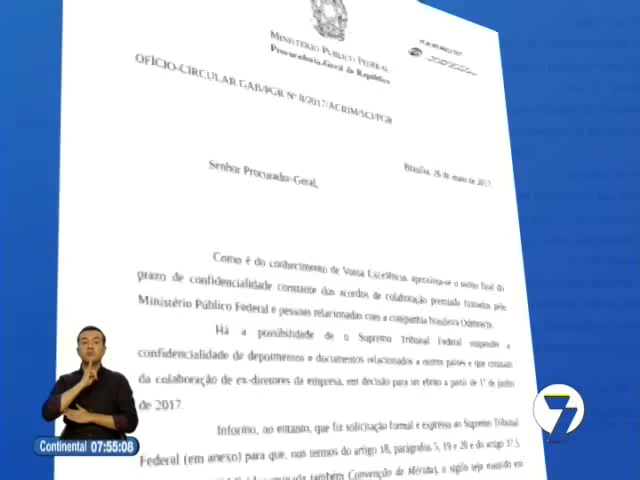 MINISTÉRIO PÚBLICO FEDERAL
Procuradoria-Geral da República
OFÍCIO-CIRCULAR GAB/PGR Nº 8/2017/ACRIM/SCI/PGR
Brasília, 26 de maio de 2017.
Senhor Procurador-Geral,
Como é do conhecimento de Vossa Excelência, aproxima-se o termo final do
prazo de confidencialidade constante dos acordos de colaboração premiada firmados pelo
Ministério Público Federal e pessoas relacionadas com a companhia brasileira Odebrecht.
Há a possibilidade de o Supremo Tribunal Federal suspender a
confidencialidade de depoimentos e documentos relacionados a outros países e que constam
da colaboração de ex-diretores da empresa, em decisão para ter efeito a partir de 1º de junho
de 2017.
Informo, no entanto, que fiz solicitação formal e expressa ao Supremo Tribunal
Federal (em anexo) para que, nos termos do artigo 18, parágrafos 5, 19 e 20 e do artigo 37.5
também Convenção de Mérida), o sigilo seja mantido em
Continental 07:55:08
7